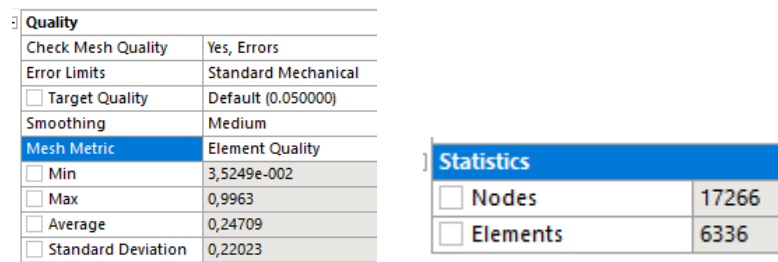 Quality
Check Mesh Quality Yes, Errors
Error Limits Standard Mechanical
Target Quality Default (0.050000)
Smoothing Medium
Mesh Metric Element Quality
Min 3,5249e-002
Max 0,9963
Average 0,24709
Standard Deviation 0,22023
Statistics
Nodes 17266
Elements 6336